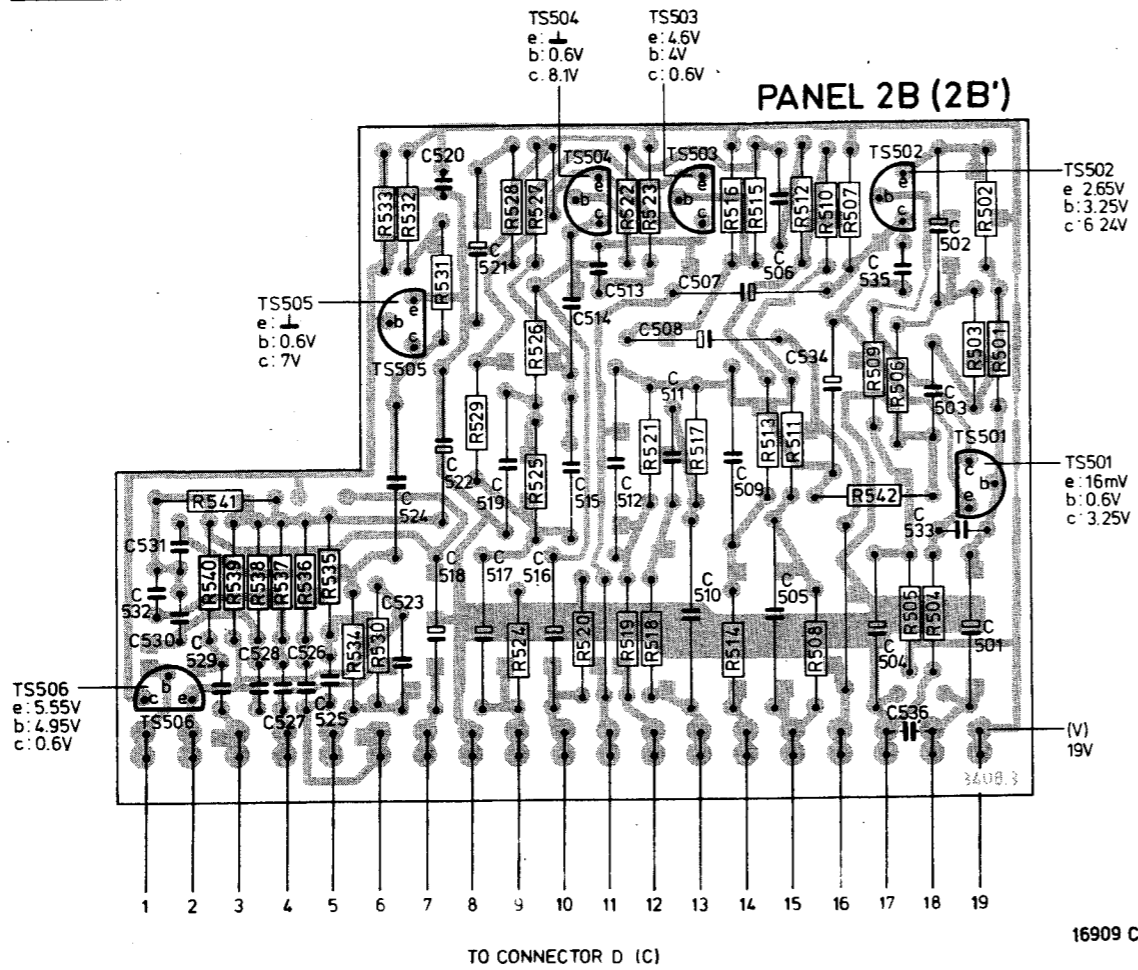 TS504
e: ⊥
b: 0.6V
c. 8.1V
TS503
e: 4.6V
b: 4V
c: 0.6V
PANEL 2B (2B')
C520
TS504
TS503
TS502
e
b
c
e
b
c
e
b
c
R533
R532
R528
R527
R522
R523
R516
R515
R512
R510
R507
R502
TS502
e 2.65V
b: 3.25V
c: 6 24V
R531
C
521
C513
C507
C
506
C
535
C
502
TS505
e: ⊥
b: 0.6V
c: 7V
e
b
c
TS505
C514
R526
C508
C534
R509
R506
R503
R501
C
503
R529
C
511
R521
R517
R513
R511
TS501
c
b
e
TS501
e: 16mV
b: 0.6V
c: 3.25V
R541
C
524
C
522
C
519
R525
C
515
C
512
C
509
R542
C
533
C531
R540
R539
R538
R537
R536
R535
C
518
C
517
C
516
C
532
C530
C
529
C528
C526
R534
R530
C523
R524
R520
R519
R518
C
510
R514
C
505
R508
C
504
R505
R504
C
501
TS506
e: 5.55V
b: 4.95V
c: 0.6V
b
c
e
TS506
C527
C
525
C536
(V)
19V
3408.3
1 2 3 4 5 6 7 8 9 10 11 12 13 14 15 16 17 18 19
16909 C
TO CONNECTOR D (C)